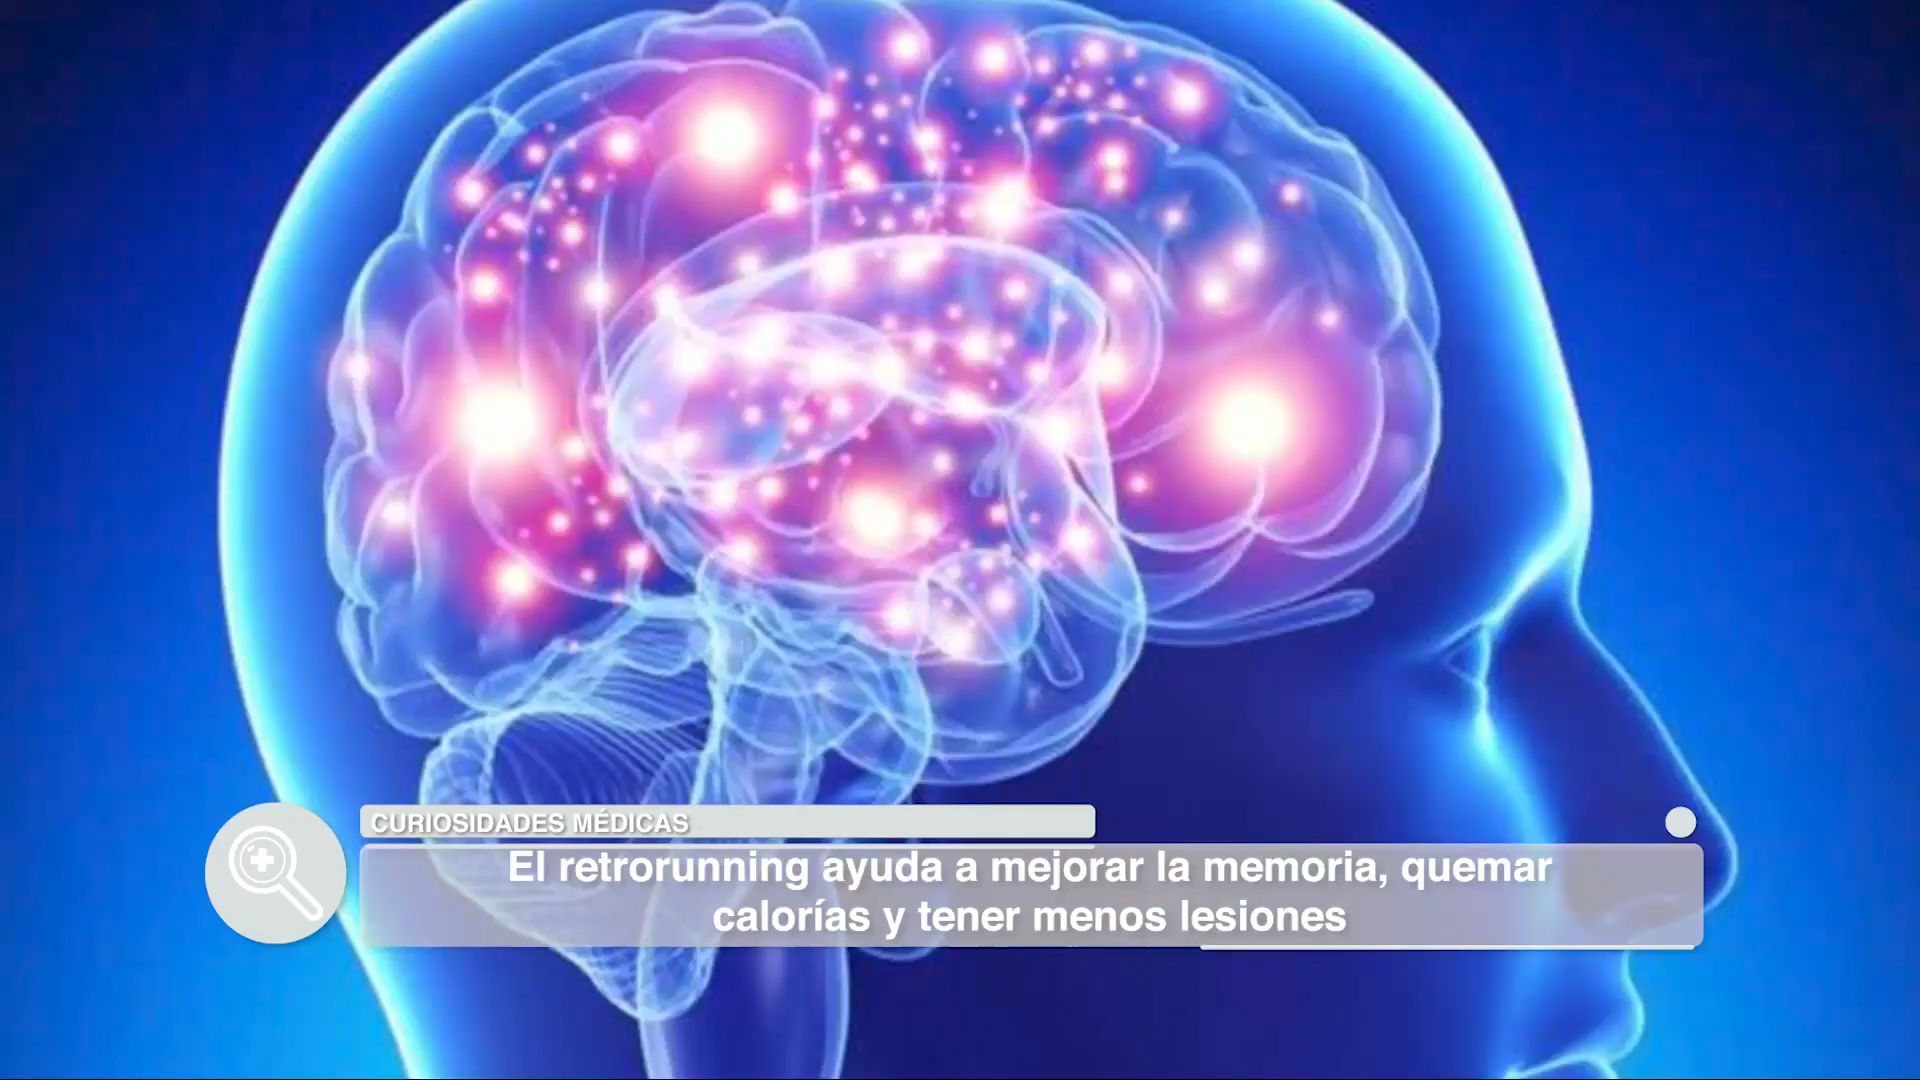 CURIOSIDADES MÉDICAS
El retrorunning ayuda a mejorar la memoria, quemar
calorías y tener menos lesiones